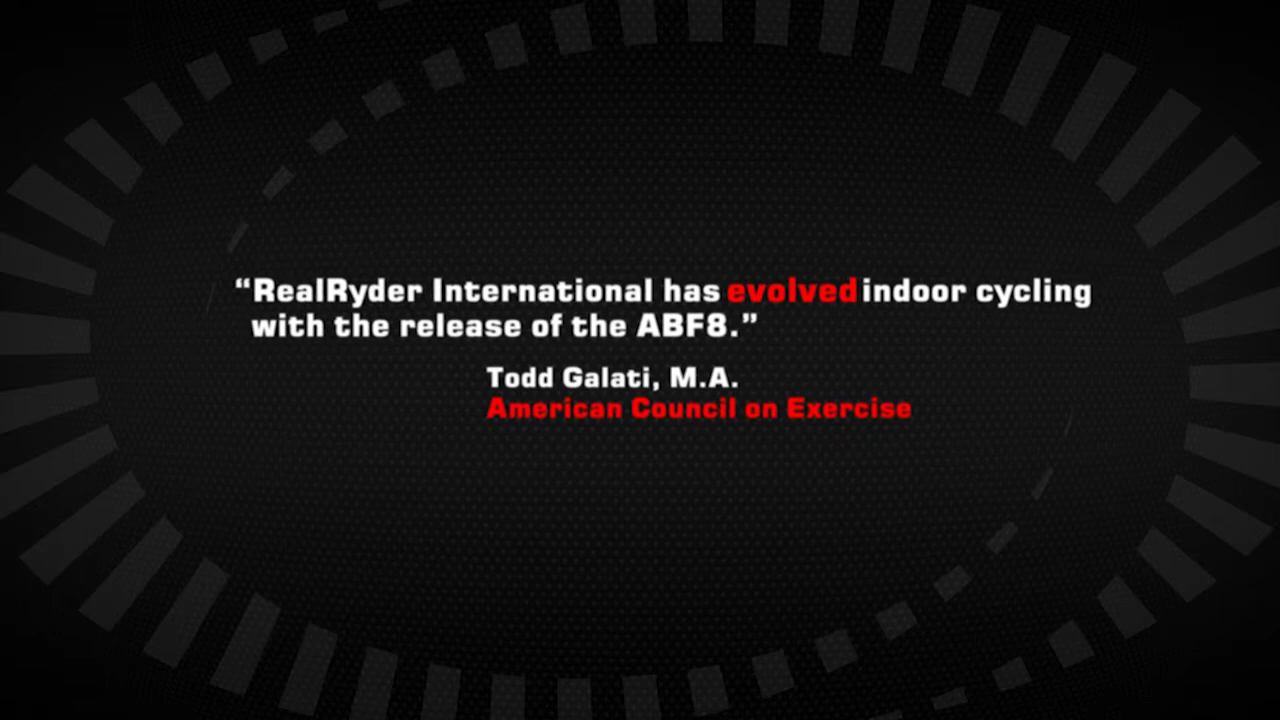 “RealRyder International has evolved indoor cycling
with the release of the ABF8.”
Todd Galati, M.A.
American Council on Exercise